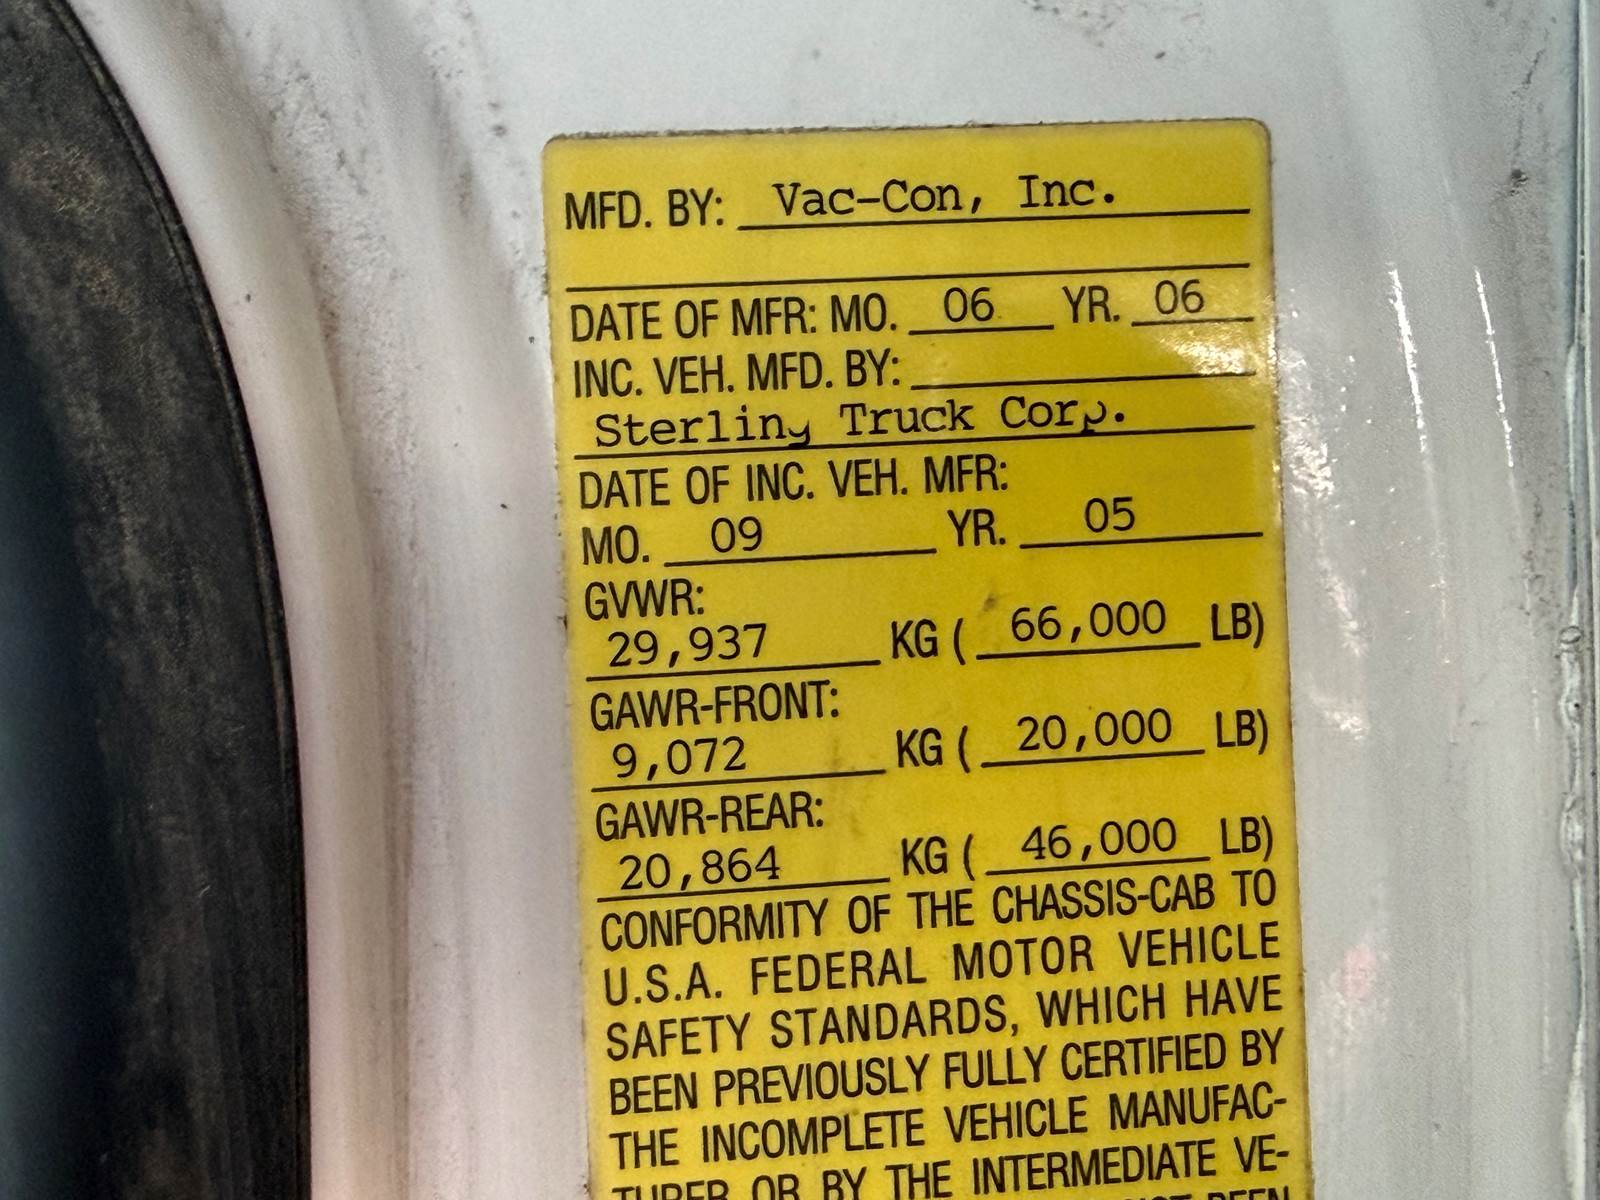 MFD. BY: Vac-Con, Inc.
DATE OF MFR: MO. 06 YR. 06
INC. VEH. MFD. BY:
Sterling Truck Corp.
DATE OF INC. VEH. MFR:
MO. 09 YR. 05
GVWR:
29,937 KG ( 66,000 LB)
GAWR-FRONT:
9,072 KG ( 20,000 LB)
GAWR-REAR:
20,864 KG ( 46,000 LB)
CONFORMITY OF THE CHASSIS-CAB TO
U.S.A. FEDERAL MOTOR VEHICLE
SAFETY STANDARDS, WHICH HAVE
BEEN PREVIOUSLY FULLY CERTIFIED BY
THE INCOMPLETE VEHICLE MANUFAC-
TURER OR BY THE INTERMEDIATE VE-
BEEN